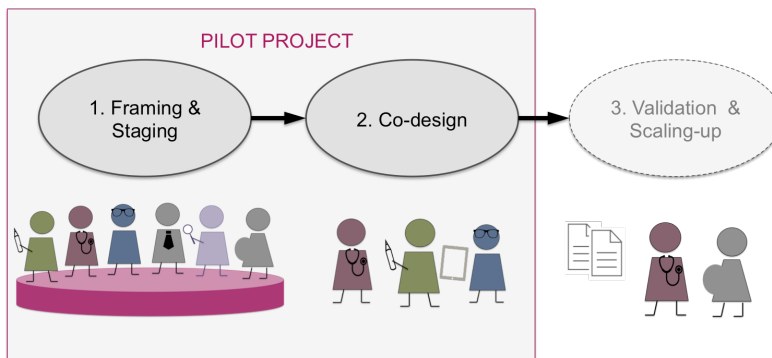 PILOT PROJECT
1. Framing &
Staging
2. Co-design
3. Validation &
Scaling-up